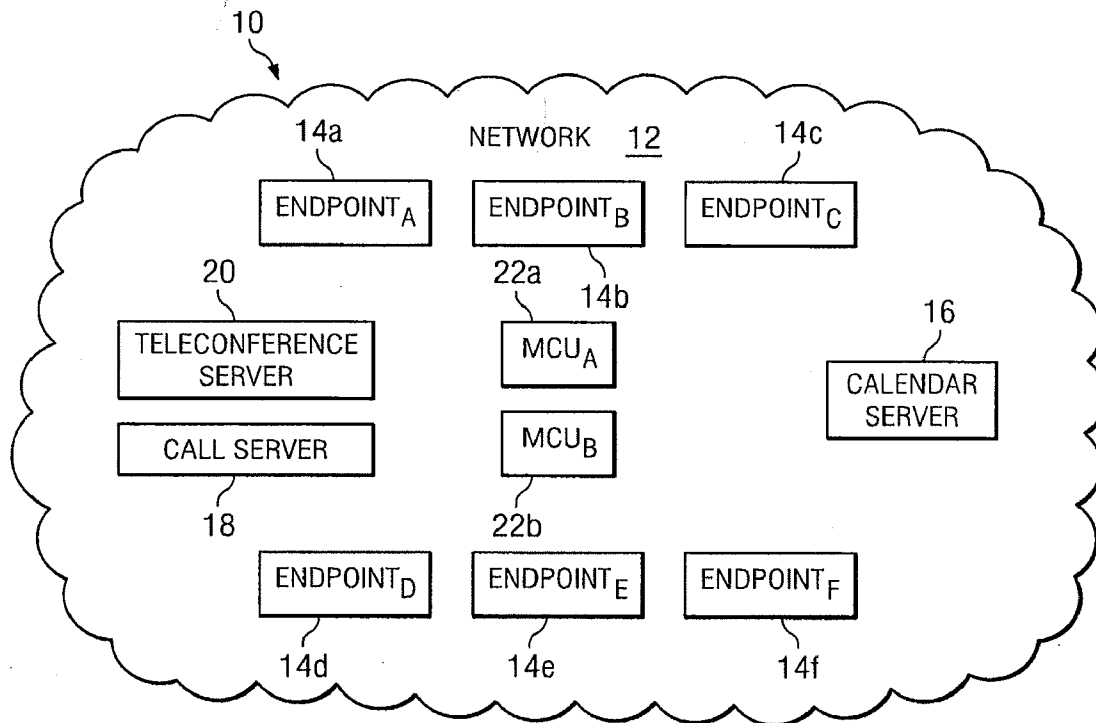 10
14a
NETWORK 12
14c
ENDPOINTA
ENDPOINTB
ENDPOINTC
20
22a
14b
16
TELECONFERENCE
SERVER
MCUA
CALENDAR
SERVER
CALL SERVER
MCUB
18
22b
ENDPOINTD
ENDPOINTE
ENDPOINTF
14d
14e
14f